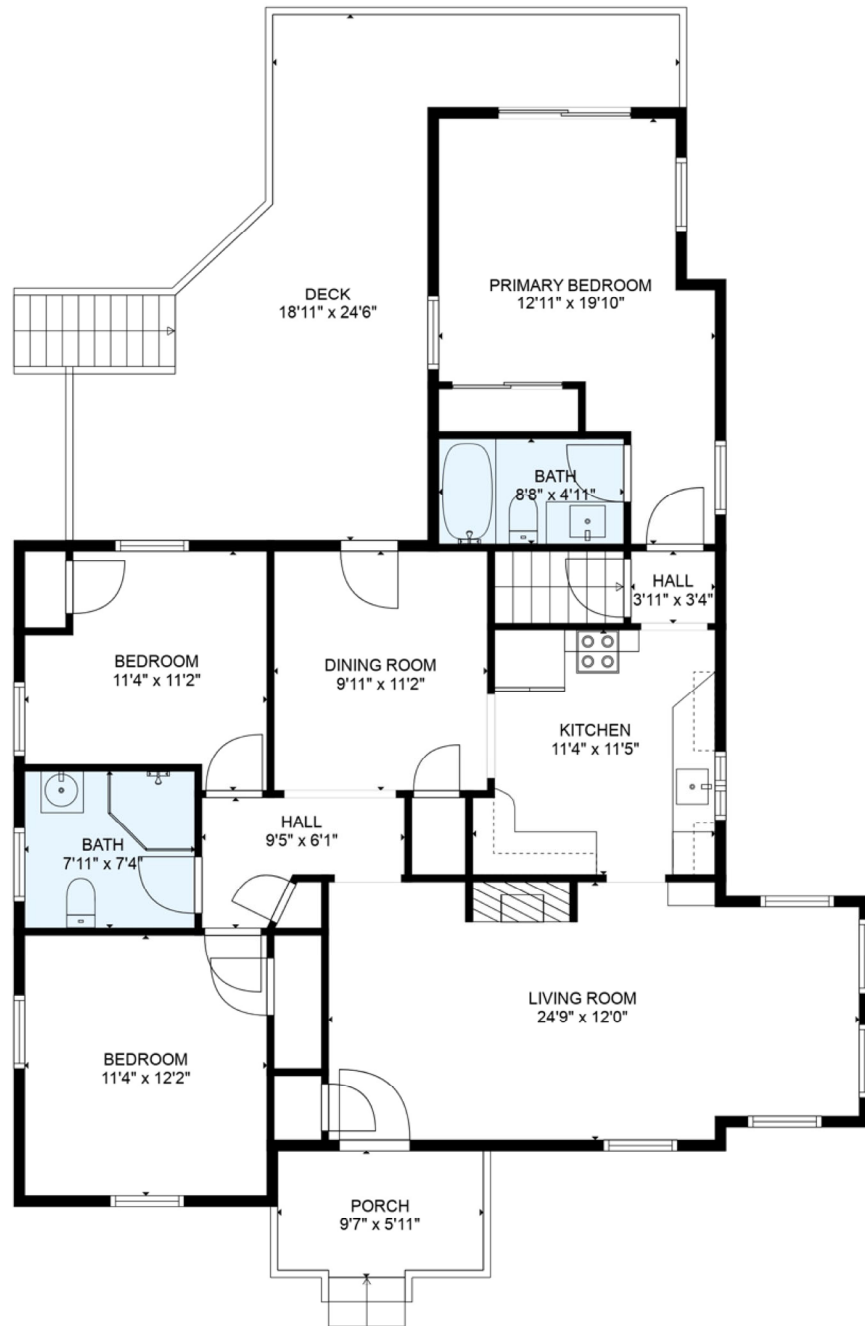 DECK
18'11" x 24'6"
PRIMARY BEDROOM
12'11" x 19'10"
BATH
8'8" x 4'11"
HALL
3'11" x 3'4"
BEDROOM
11'4" x 11'2"
DINING ROOM
9'11" x 11'2"
KITCHEN
11'4" x 11'5"
HALL
9'5" x 6'1"
BATH
7'11" x 7'4"
LIVING ROOM
24'9" x 12'0"
BEDROOM
11'4" x 12'2"
PORCH
9'7" x 5'11"